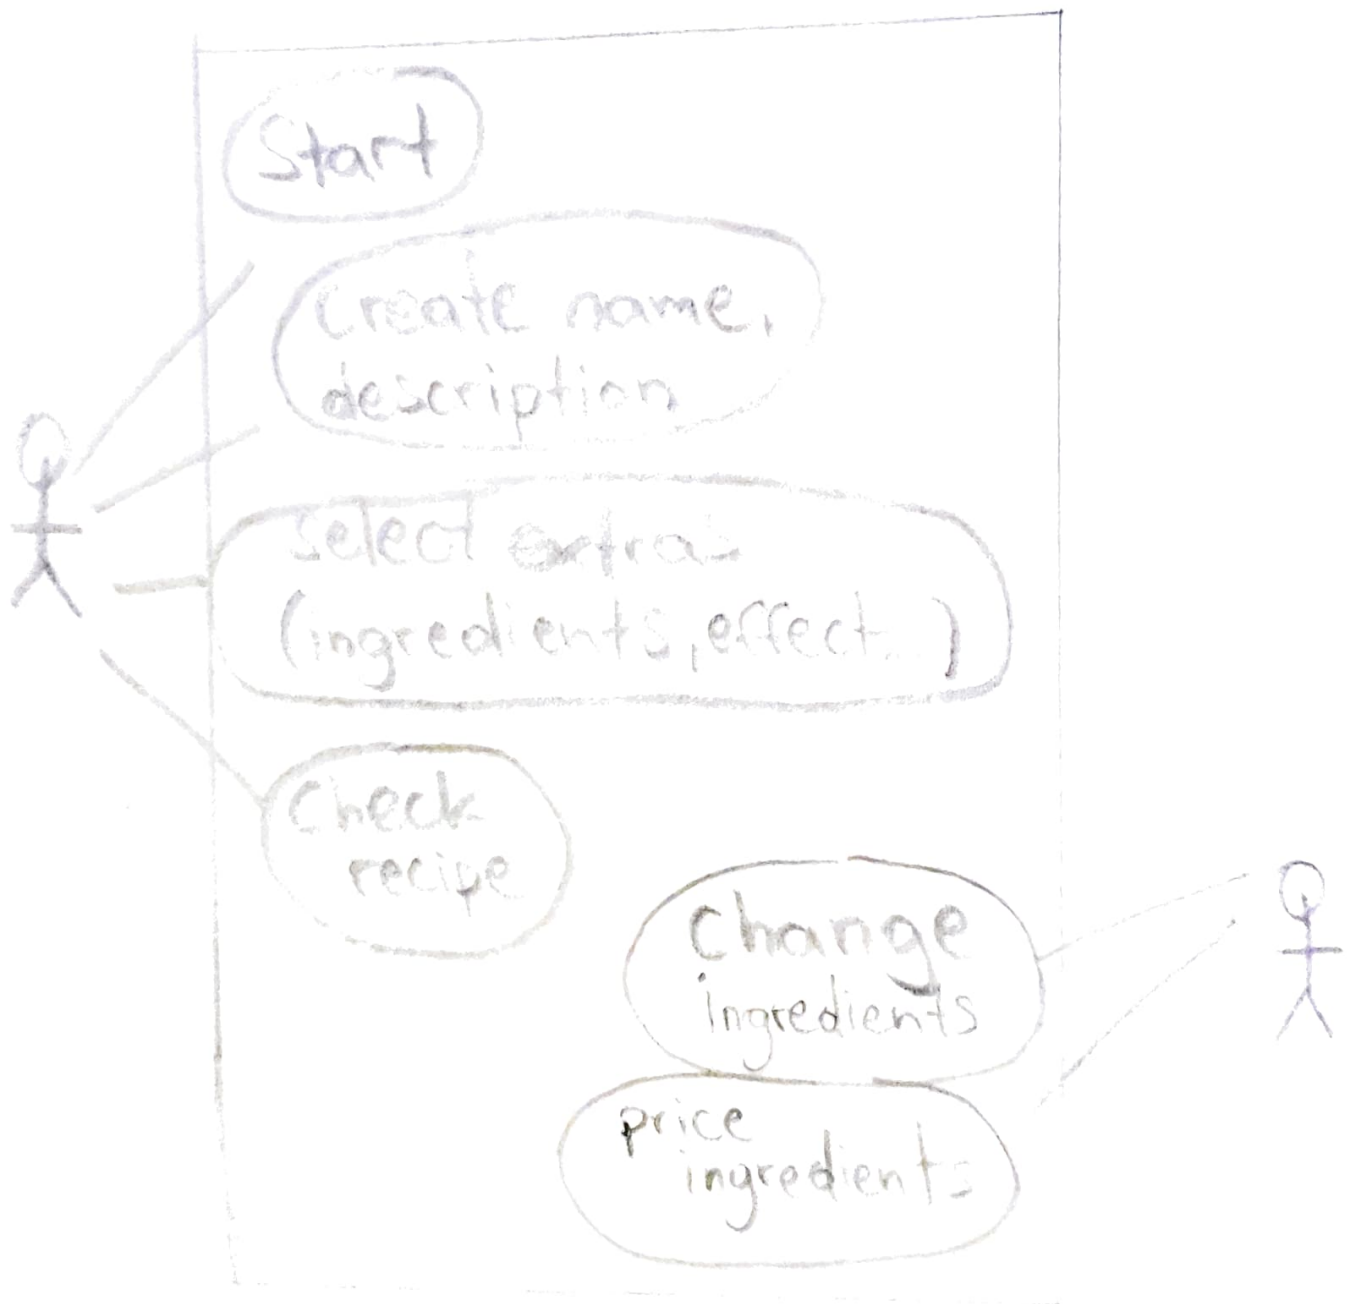 Start
create name,
description
select extras
(ingredients, effect...)
Check
recipe
Change
ingredients
price
ingredients